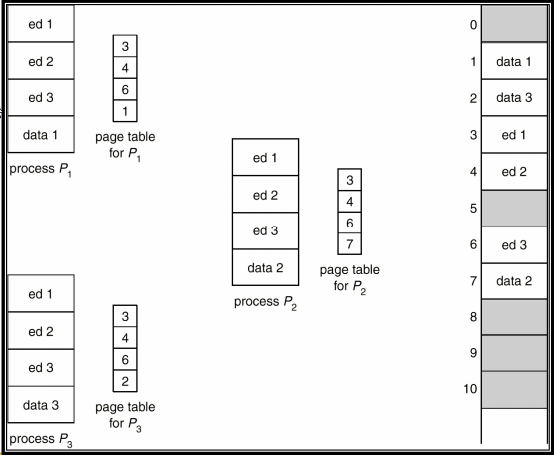 ed 1
ed 2
ed 3
data 1
process P1
3
4
6
1
page table
for P1
ed 1
ed 2
ed 3
data 2
process P2
3
4
6
7
page table
for P2
ed 1
ed 2
ed 3
data 3
process P3
3
4
6
2
page table
for P3
0
1 data 1
2 data 3
3 ed 1
4 ed 2
5
6 ed 3
7 data 2
8
9
10